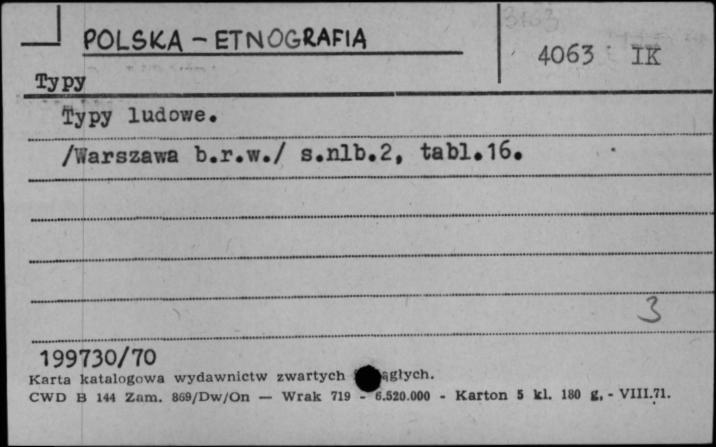 POLSKA - ETNOGRAFIA
4063 IK
Typy
Typy ludowe.
/Warszawa b.r.w./ s.nlb.2, tabl.16.
3
199730/70
Karta katalogowa wydawnictw zwartych
CWD B 144 Zam. 869/Dw/On — Wrak 719 - 6.520.000 - Karton 5 kl. 180 g. - VIII.71.